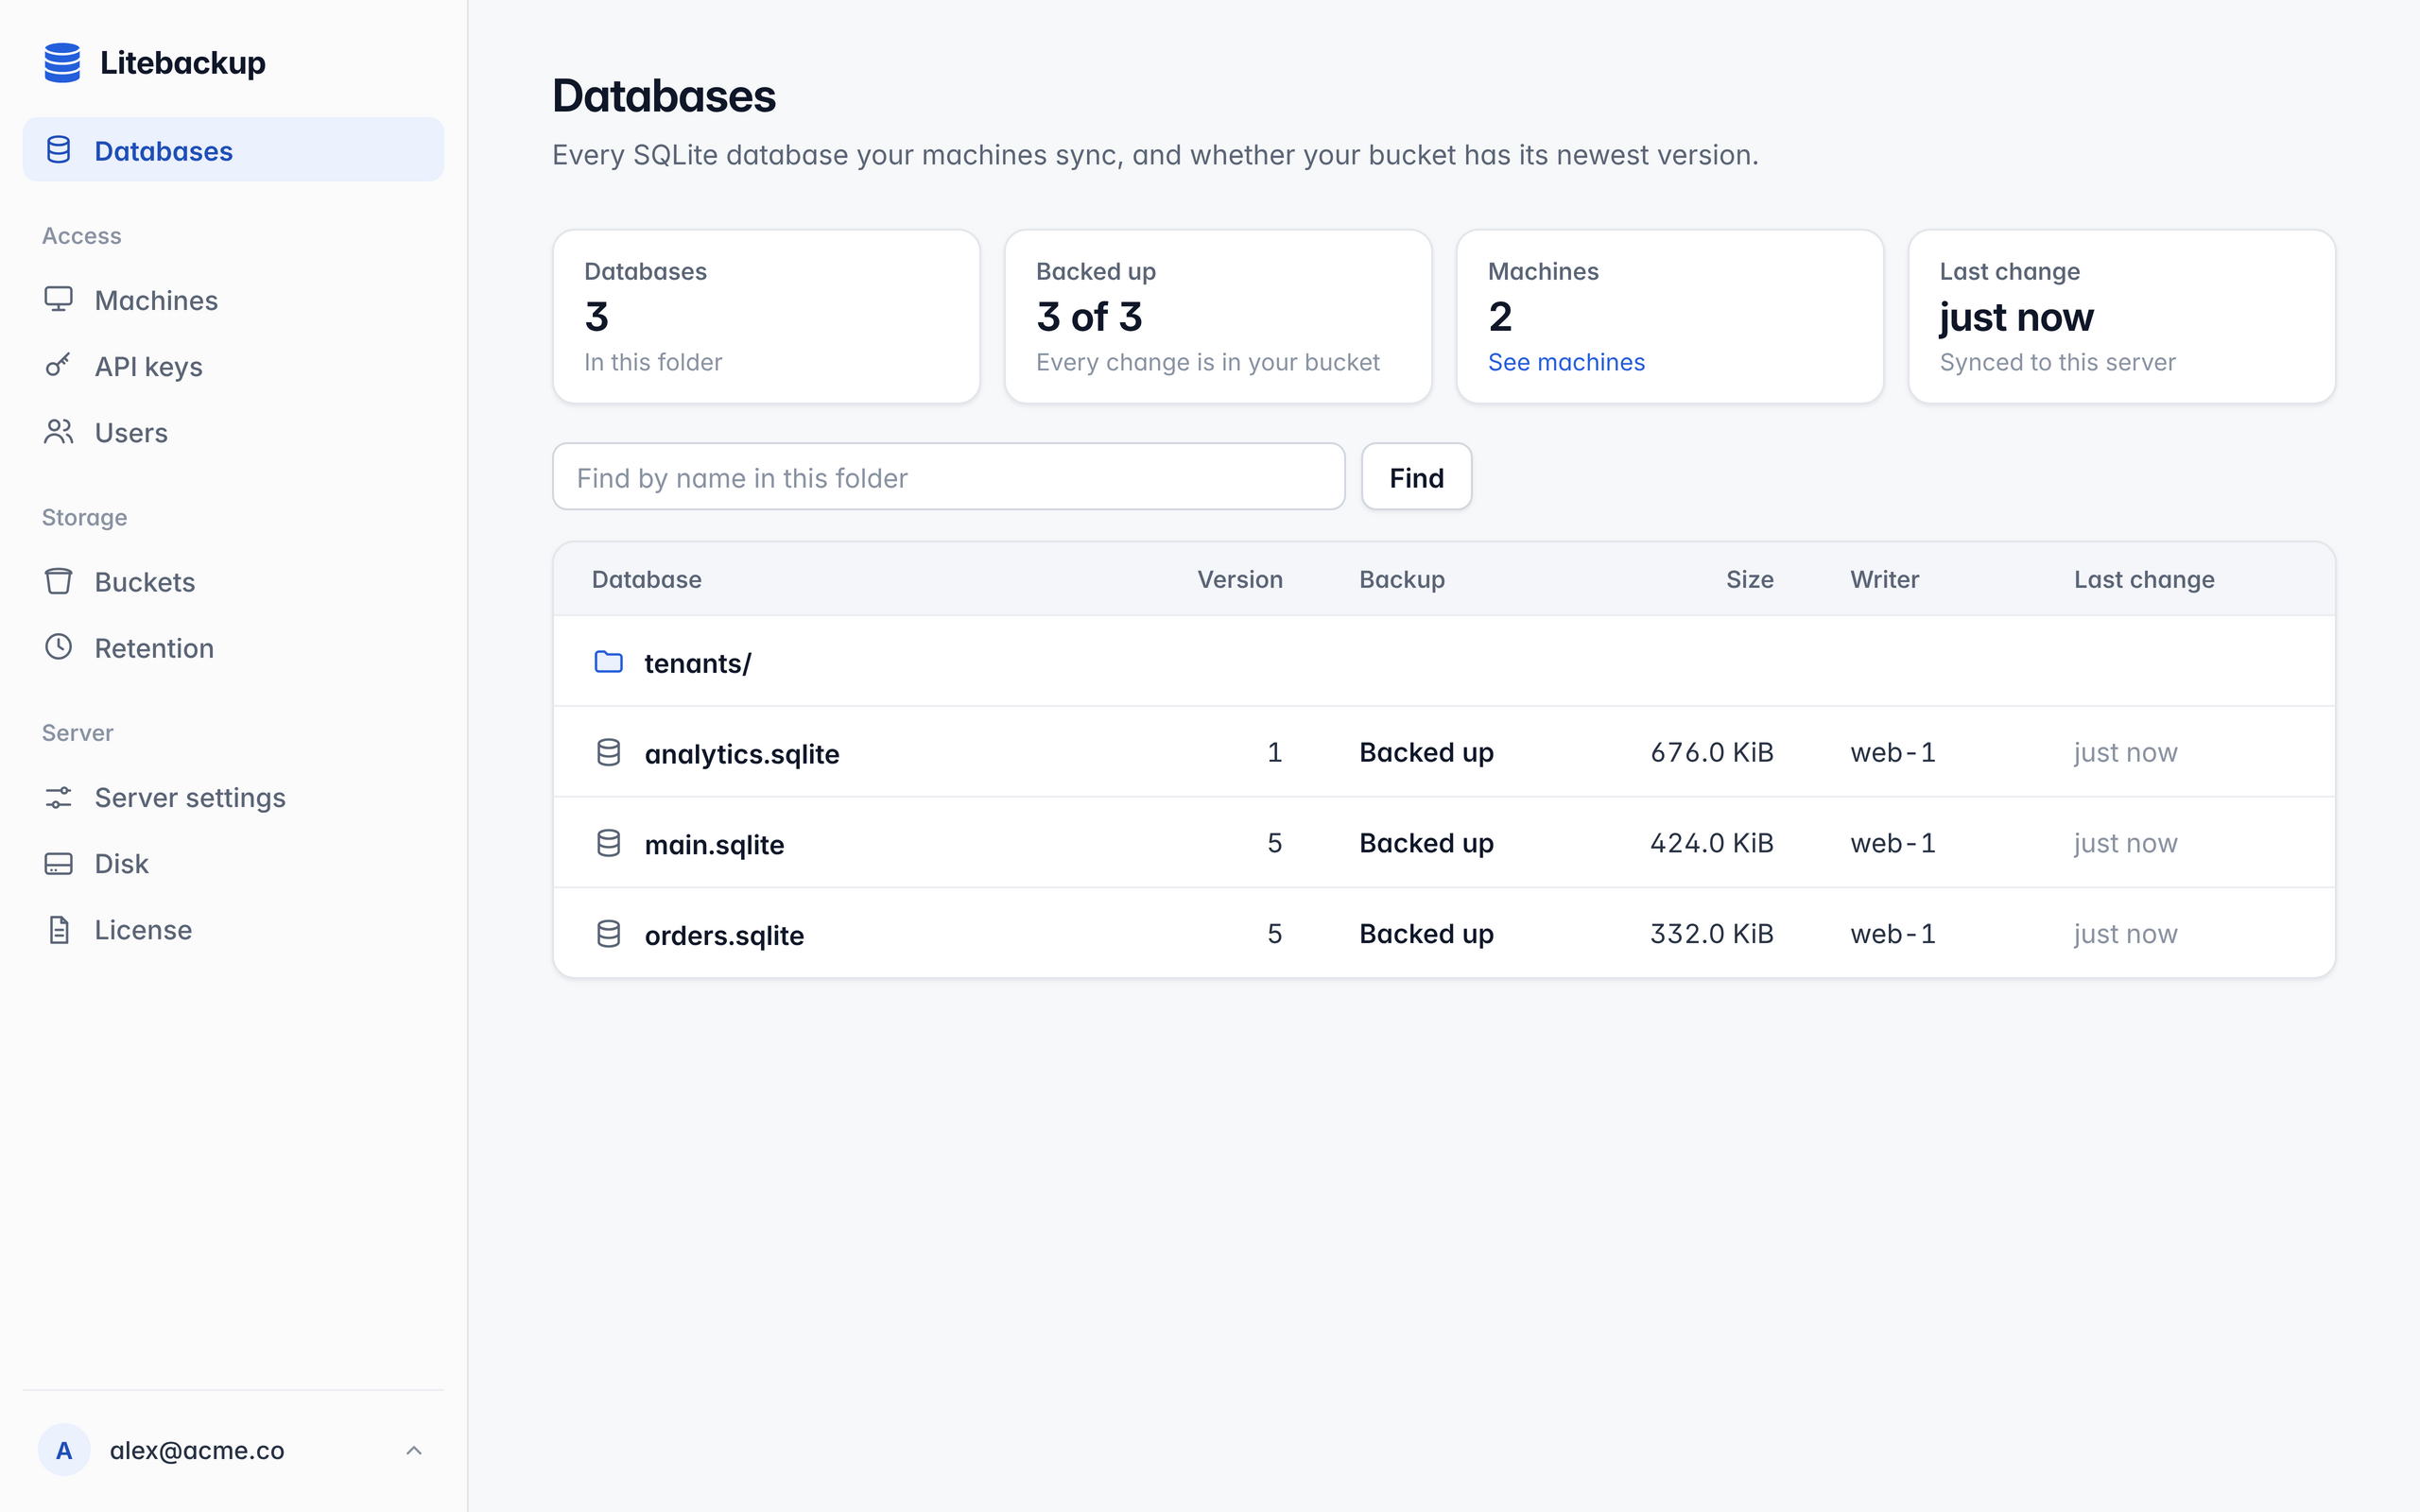 Litebackup
Databases
Access
Machines
API keys
Users
Storage
Buckets
Retention
Server
Server settings
Disk
License
A alex@acme.co
Databases
Every SQLite database your machines sync, and whether your bucket has its newest version.
Databases
3
In this folder
Backed up
3 of 3
Every change is in your bucket
Machines
2
See machines
Last change
just now
Synced to this server
Find by name in this folder Find
Database Version Backup Size Writer Last change
tenants/
analytics.sqlite 1 Backed up 676.0 KiB web-1 just now
main.sqlite 5 Backed up 424.0 KiB web-1 just now
orders.sqlite 5 Backed up 332.0 KiB web-1 just now